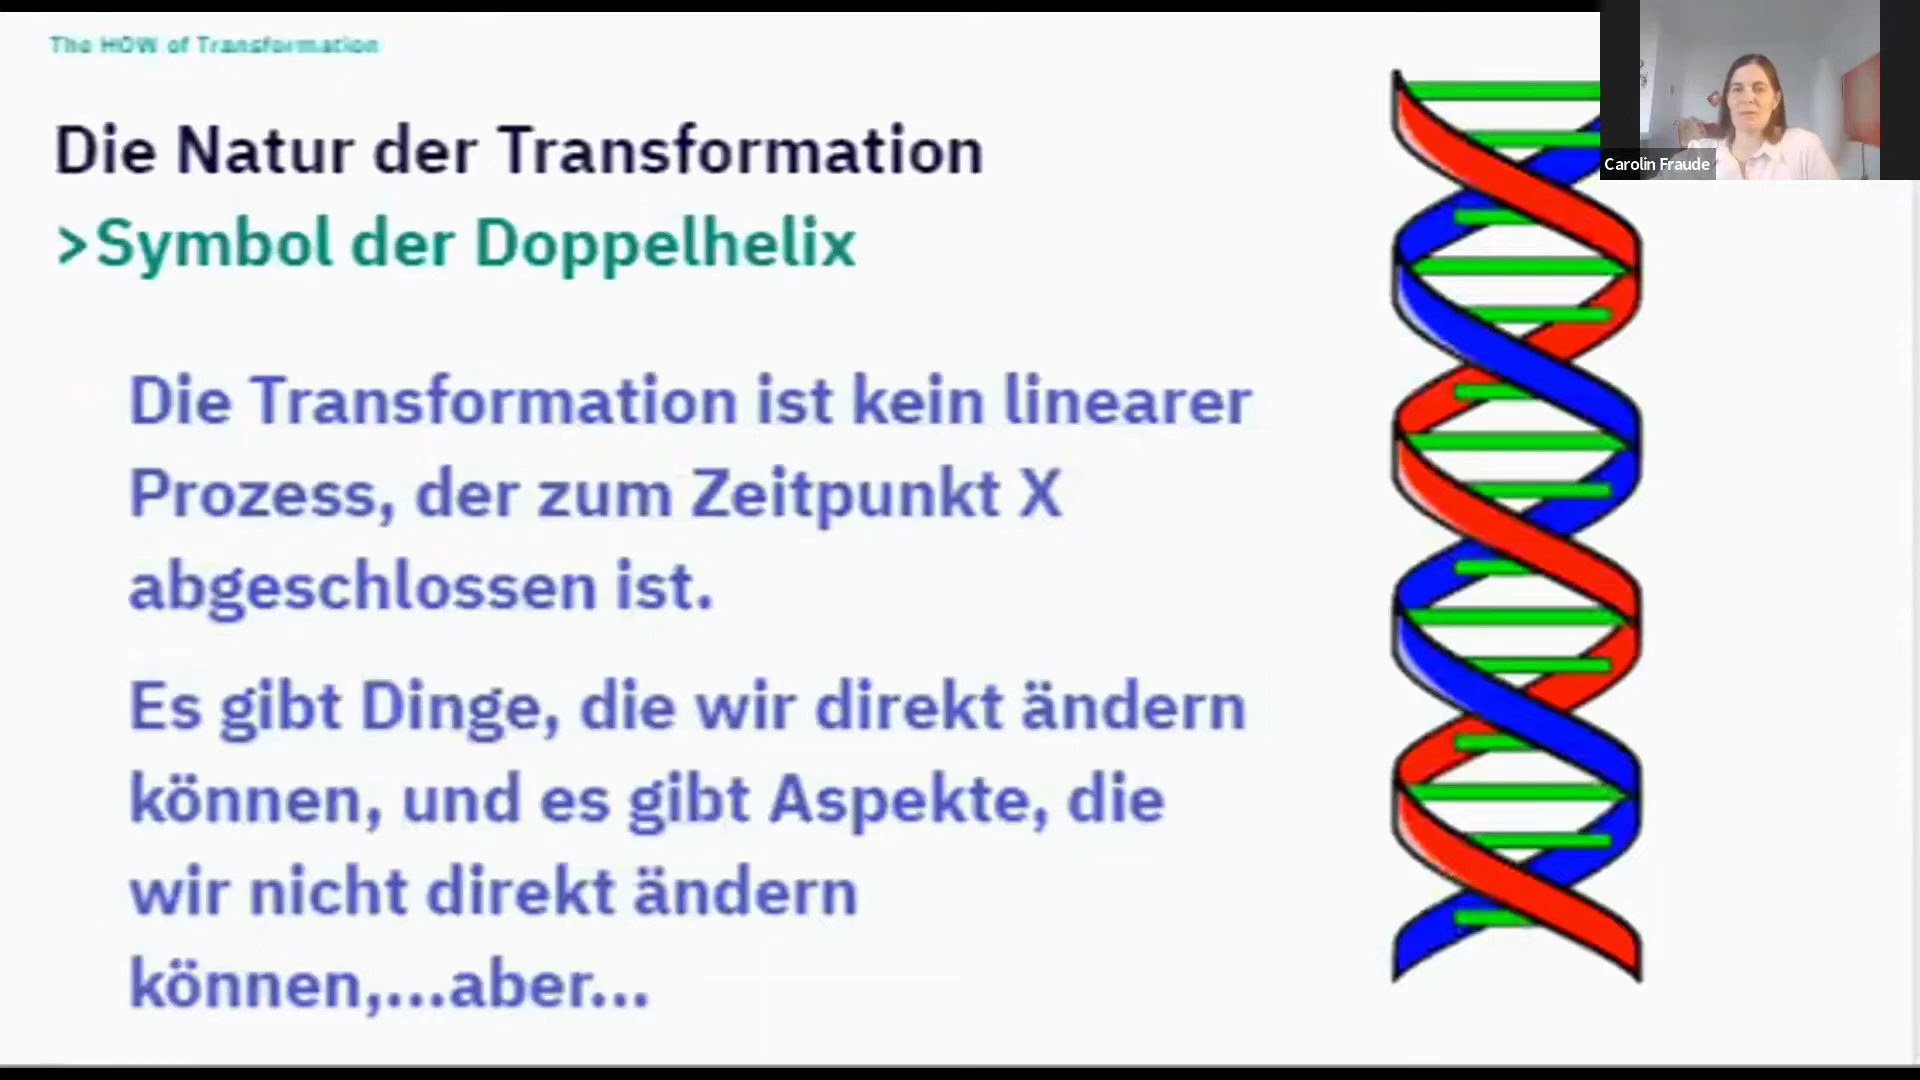 The HOW of Transformation
Carolin Fraude
Die Natur der Transformation
>Symbol der Doppelhelix
Die Transformation ist kein linearer
Prozess, der zum Zeitpunkt X
abgeschlossen ist.
Es gibt Dinge, die wir direkt ändern
können, und es gibt Aspekte, die
wir nicht direkt ändern
können,...aber...